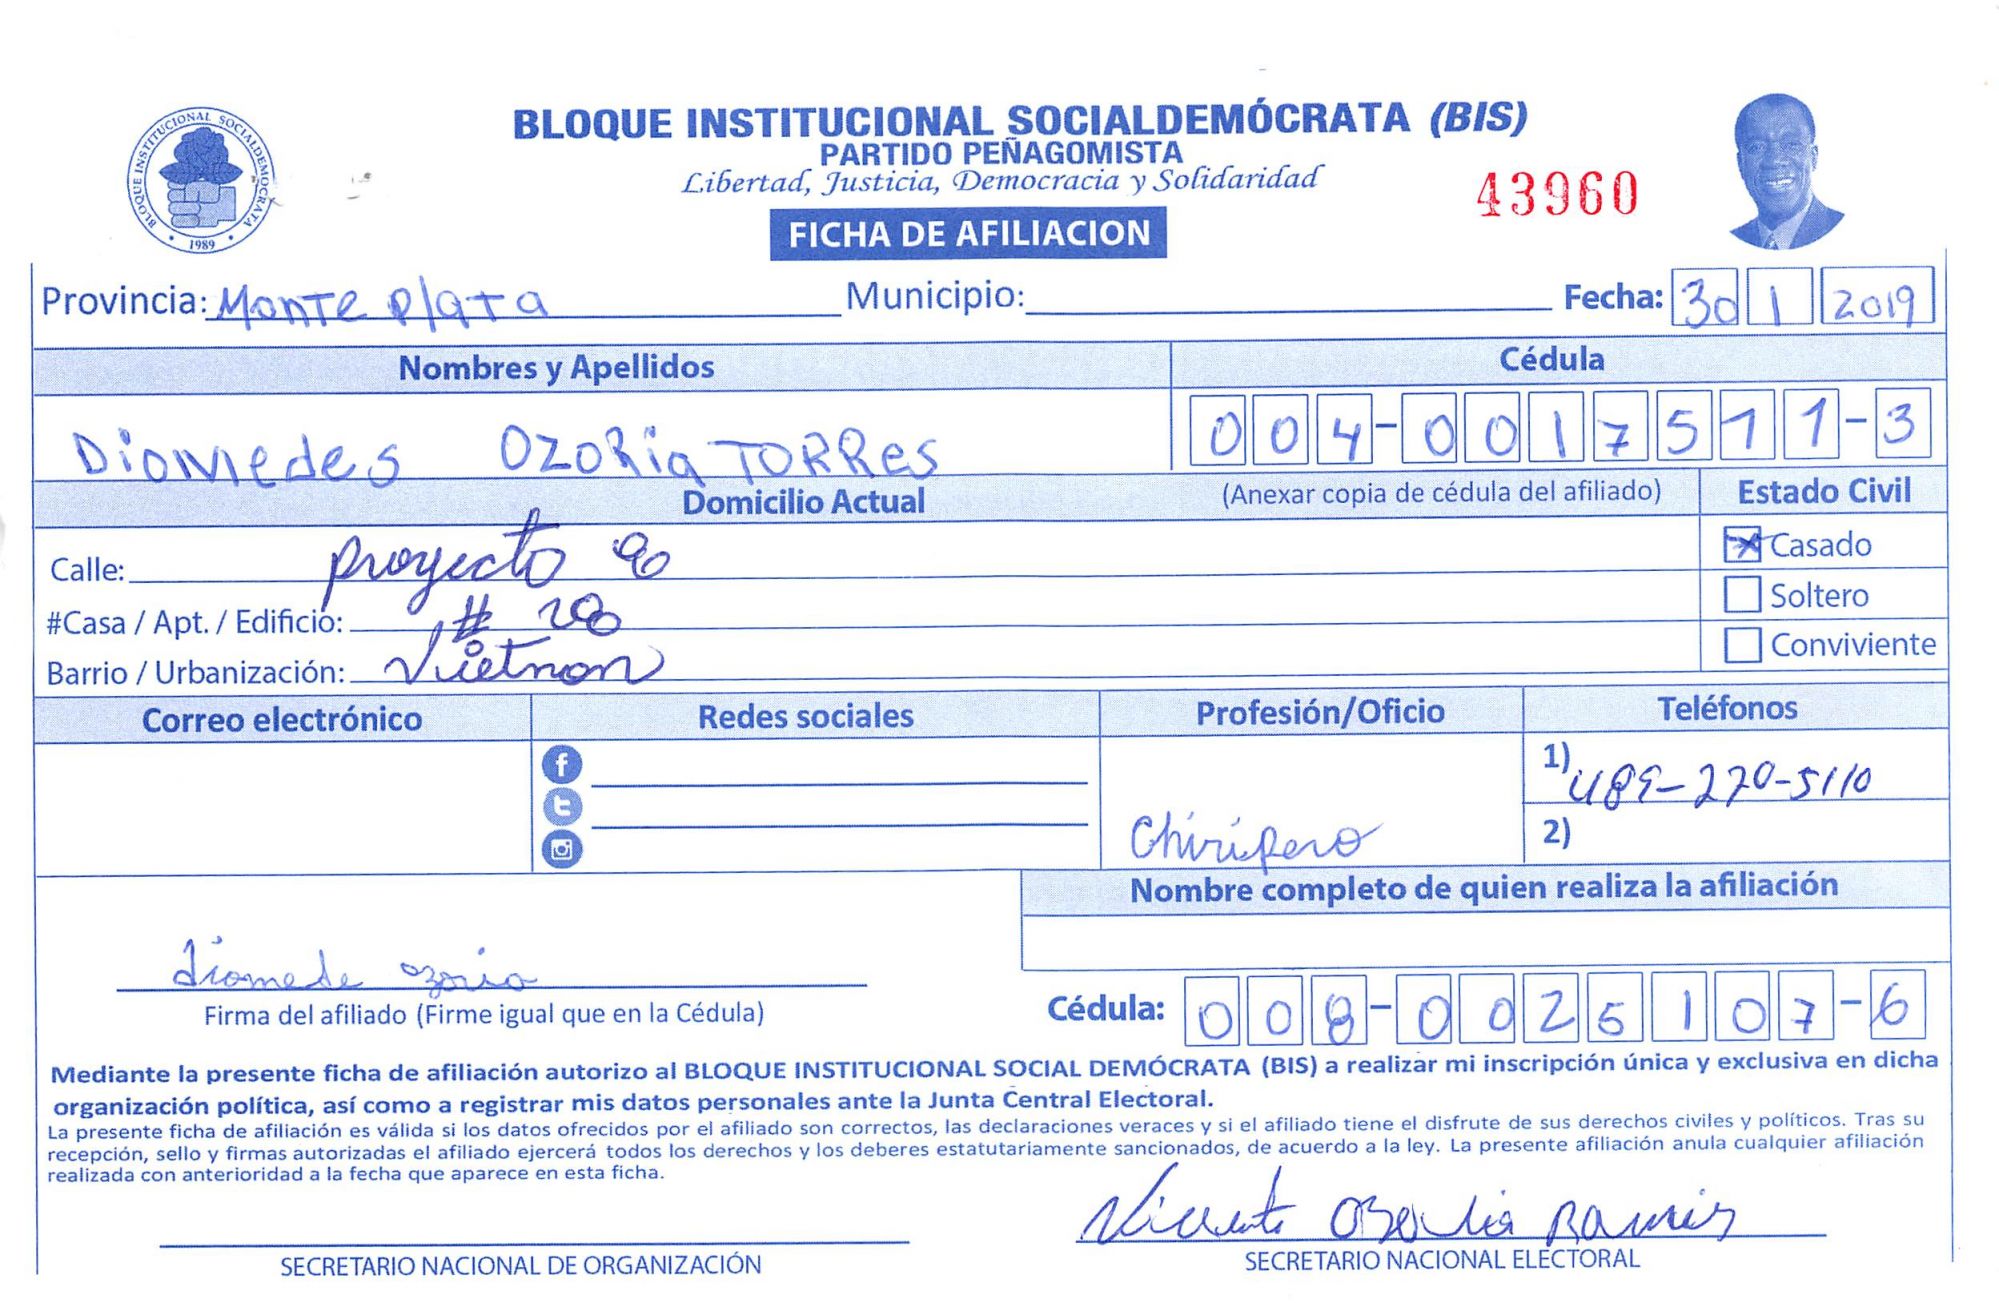 BLOQUE INSTITUCIONAL SOCIALDEMÓCRATA (BIS)
PARTIDO PEÑAGOMISTA
Libertad, Justicia, Democracia y Solidaridad
43960
BLOQUE INSTITUCIONAL SOCIALDEMOCRATA
1989
FICHA DE AFILIACION
Provincia: Monte Plata Municipio: Fecha: 30 1 2019
Nombres y Apellidos Cédula
Diomedes Ozoria Torres 004-0017511-3
Domicilio Actual (Anexar copia de cédula del afiliado) Estado Civil
Calle: proyecto Casado
#Casa / Apt. / Edificio: # Soltero
Barrio / Urbanización: Vietnon Conviviente
Correo electrónico Redes sociales Profesión/Oficio Teléfonos
1) 489-270-5110
Chiripero 2)
Nombre completo de quien realiza la afiliación
Diomede ozoria
Firma del afiliado (Firme igual que en la Cédula) Cédula: 008-0025107-6
Mediante la presente ficha de afiliación autorizo al BLOQUE INSTITUCIONAL SOCIAL DEMÓCRATA (BIS) a realizar mi inscripción única y exclusiva en dicha
organización política, así como a registrar mis datos personales ante la Junta Central Electoral.
La presente ficha de afiliación es válida si los datos ofrecidos por el afiliado son correctos, las declaraciones veraces y si el afiliado tiene el disfrute de sus derechos civiles y políticos. Tras su
recepción, sello y firmas autorizadas el afiliado ejercerá todos los derechos y los deberes estatutariamente sancionados, de acuerdo a la ley. La presente afiliación anula cualquier afiliación
realizada con anterioridad a la fecha que aparece en esta ficha.
SECRETARIO NACIONAL DE ORGANIZACIÓN SECRETARIO NACIONAL ELECTORAL